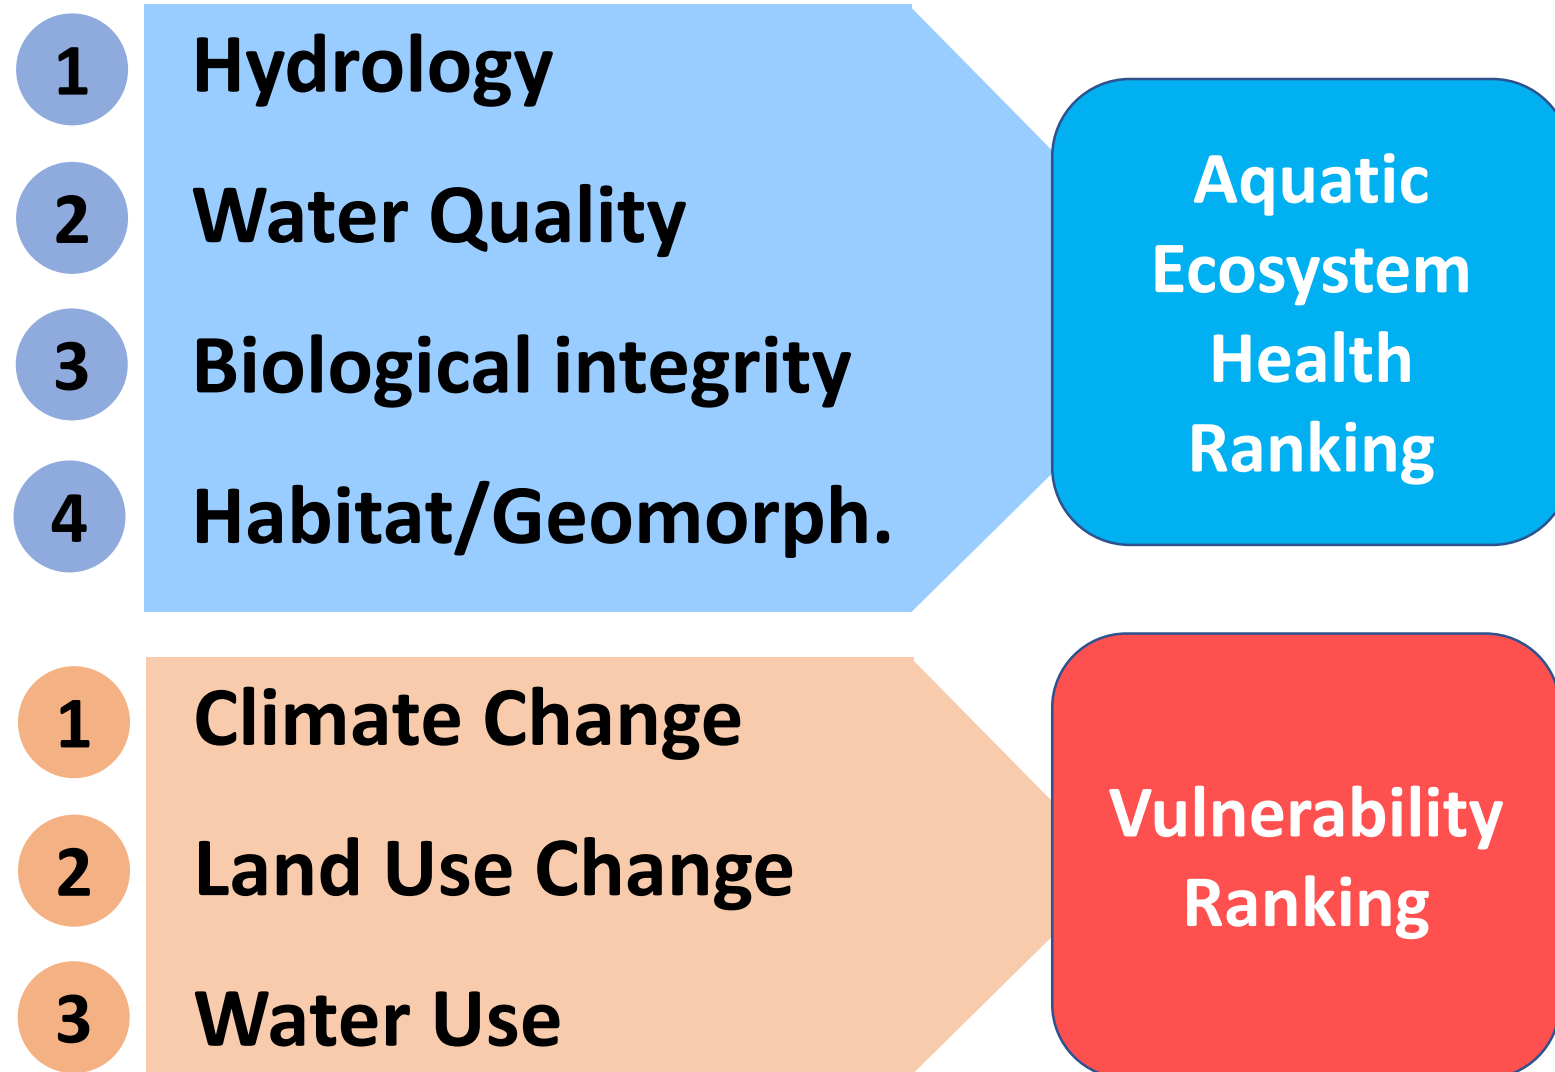 1 Hydrology
2 Water Quality
3 Biological integrity
4 Habitat/Geomorph.
Aquatic
Ecosystem
Health
Ranking
1 Climate Change
2 Land Use Change
3 Water Use
Vulnerability
Ranking